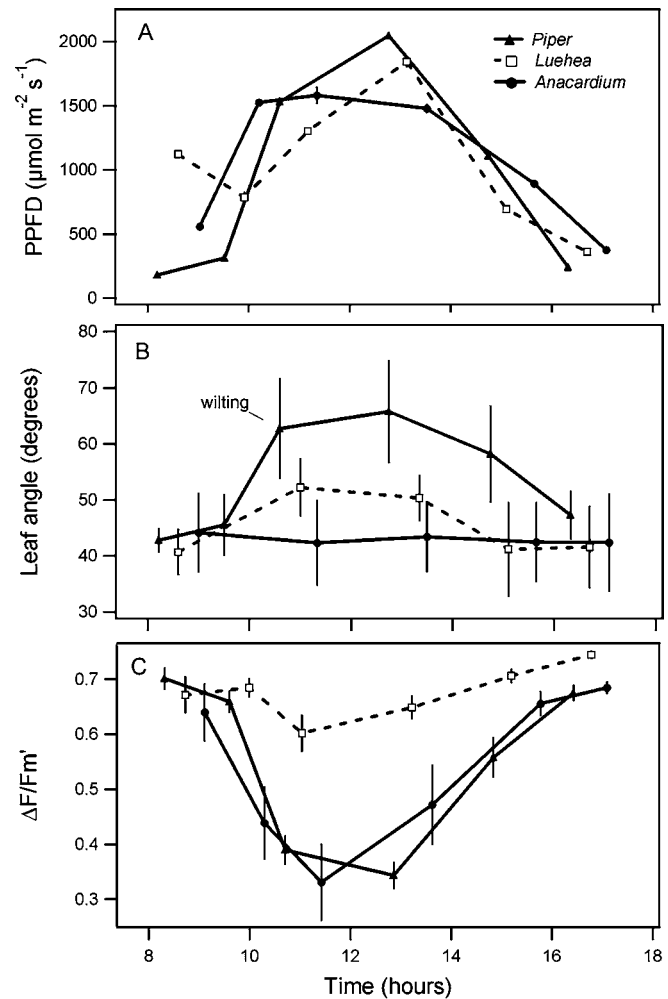 A
Piper
Luehea
Anacardium
2000
1500
1000
500
0
PPFD (μmol m⁻² s⁻¹)
B
wilting
80
70
60
50
40
30
Leaf angle (degrees)
C
0.7
0.6
0.5
0.4
0.3
ΔF/Fm'
8 10 12 14 16 18
Time (hours)